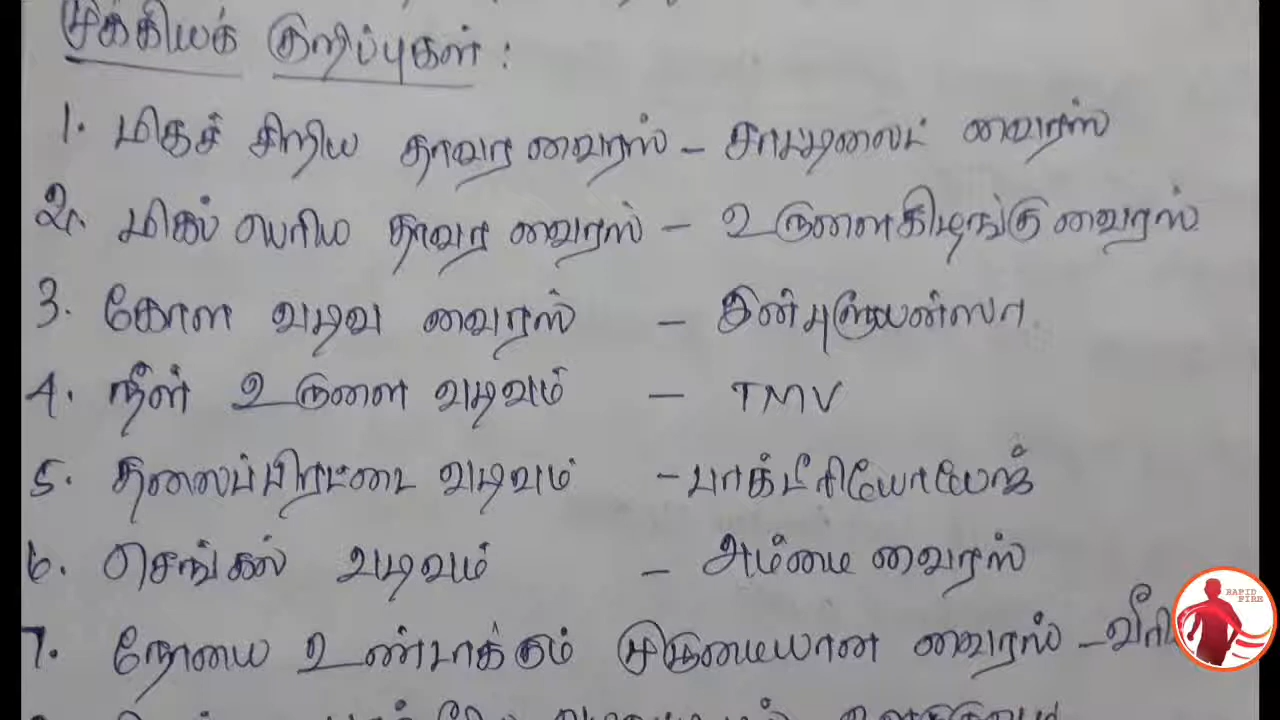 முக்கியக் குறிப்புகள் :
1. மிகச் சிறிய தாவர வைரஸ் – சாட்டிலைட் வைரஸ்
2. மிகப் பெரிய தாவர வைரஸ் – உருளைகிழங்கு வைரஸ்
3. கோள வடிவ வைரஸ் – இன்புளுயன்ஸா
4. நீள் உருளை வடிவம் – TMV
5. தலைப்பிரட்டை வடிவம் – பாக்டீரியோபேஜ்
6. செங்கல் வடிவம் – அம்மை வைரஸ்
7. நோயை உண்டாக்கும் முழுமையான வைரஸ் –
RAPID
FIRE